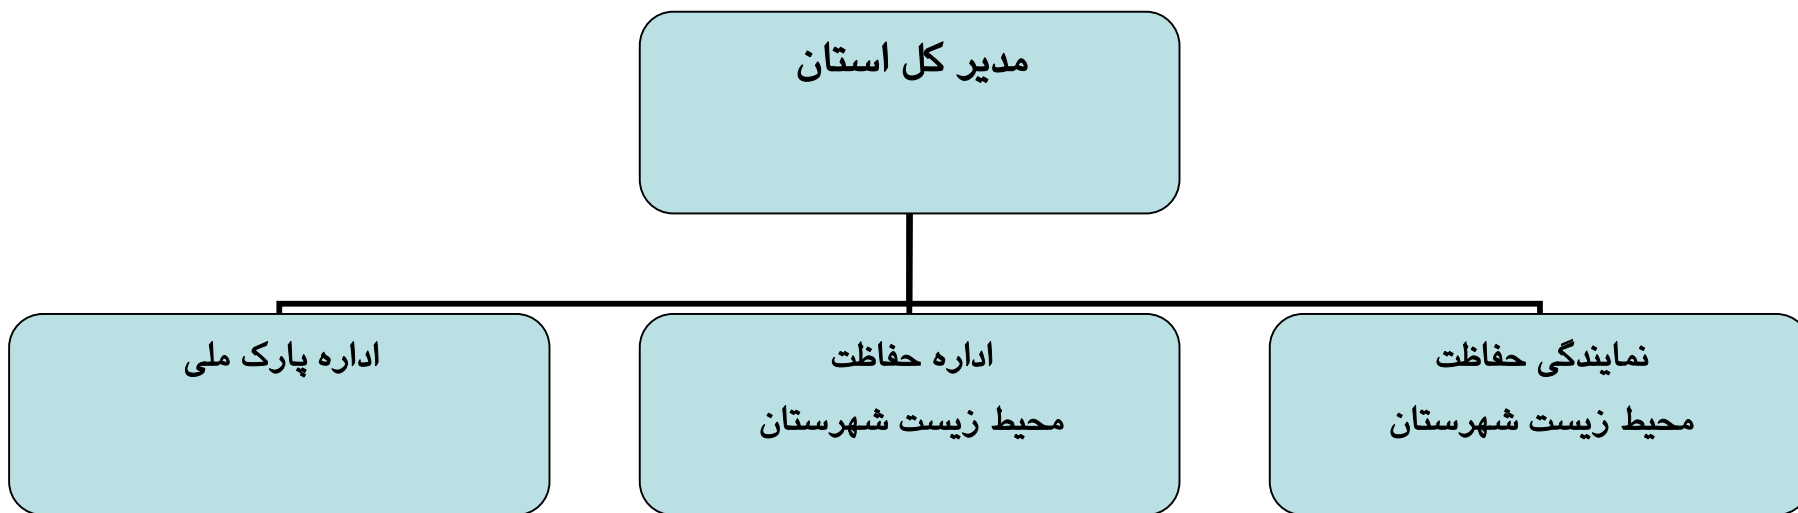 مدیر کل استان
نمایندگی حفاظت
محیط زیست شهرستان
اداره حفاظت
محیط زیست شهرستان
اداره پارک ملی